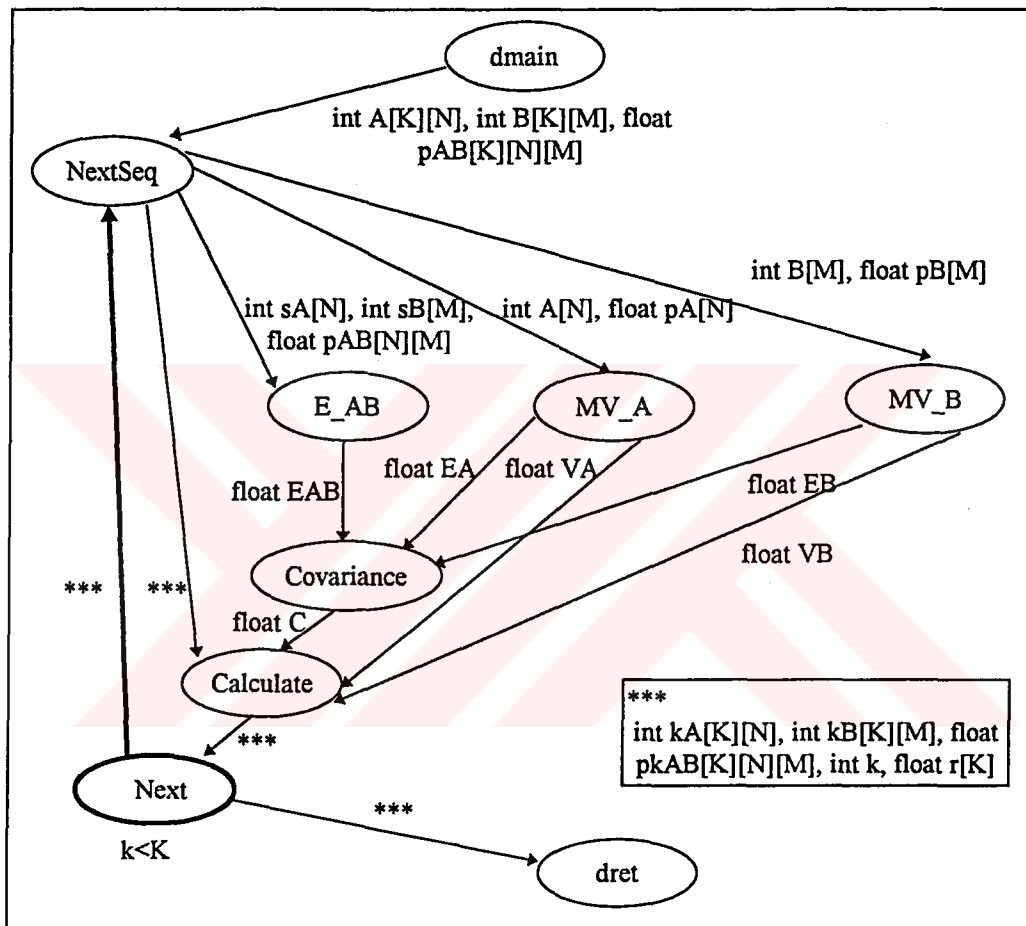 dmain
int A[K][N], int B[K][M], float
pAB[K][N][M]
NextSeq
int B[M], float pB[M]
int sA[N], int sB[M],
float pAB[N][M]
int A[N], float pA[N]
E_AB
MV_A
MV_B
float EAB
float EA
float VA
float EB
float VB
Covariance
***
***
float C
Calculate
***
***
int kA[K][N], int kB[K][M], float
pkAB[K][N][M], int k, float r[K]
Next
***
k<K
dret